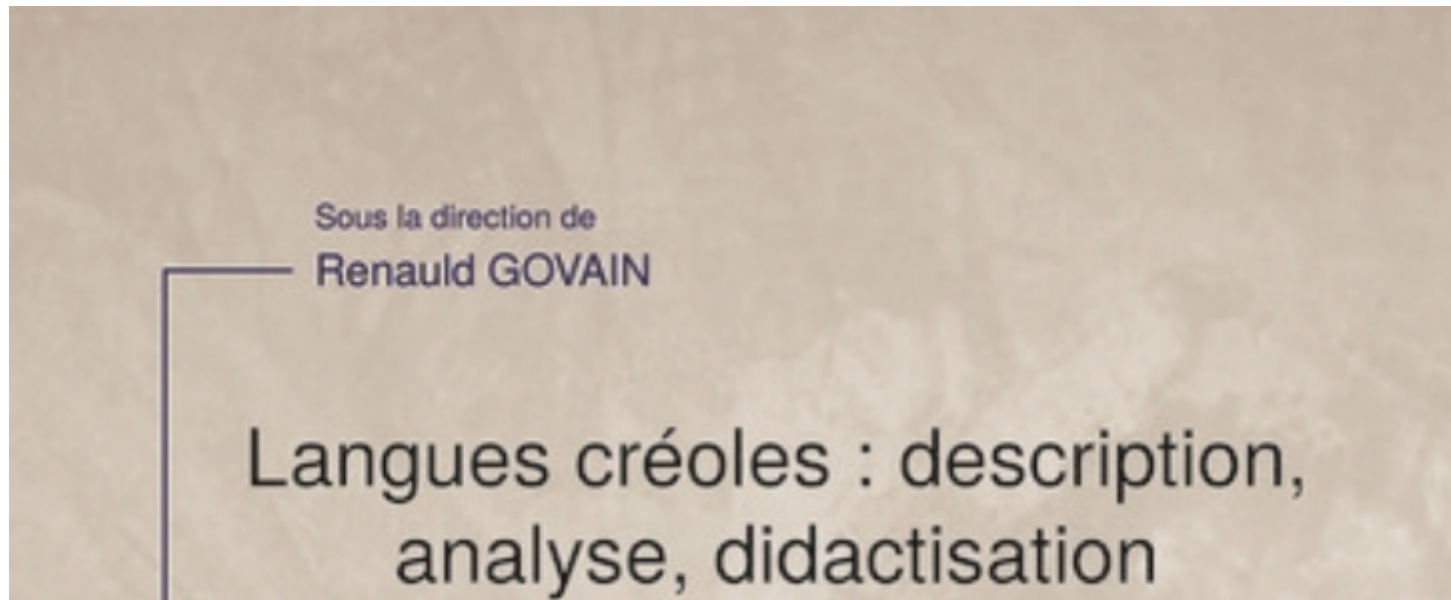 Sous la direction de
Renauld GOVAIN
Langues créoles : description,
analyse, didactisation